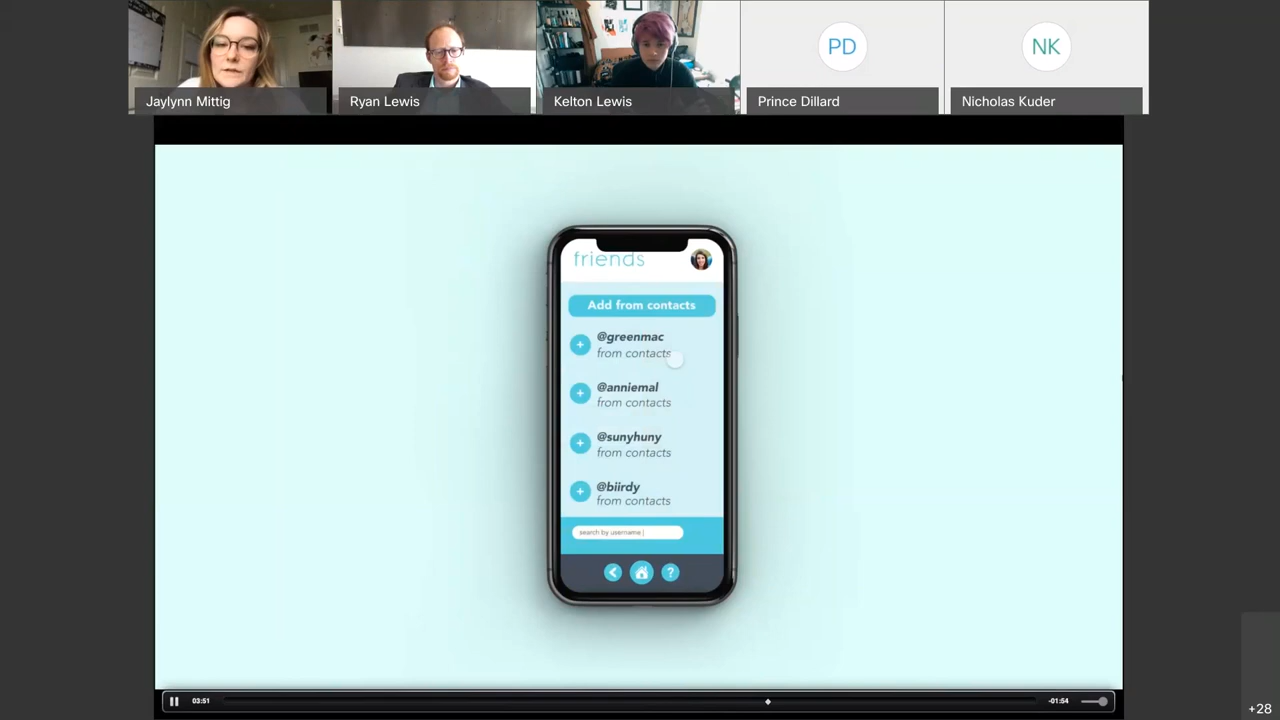 PD
NK
Jaylynn Mittig
Ryan Lewis
Kelton Lewis
Prince Dillard
Nicholas Kuder
friends
Add from contacts
@greenmac
from contacts
@anniemal
from contacts
@sunyhuny
from contacts
@biirdy
from contacts
search by username |
?
03:51
-01:54
+28